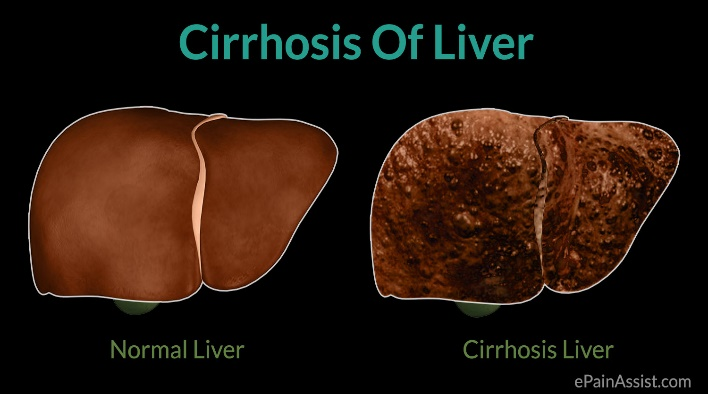 Cirrhosis Of Liver
Normal Liver
Cirrhosis Liver
ePainAssist.com